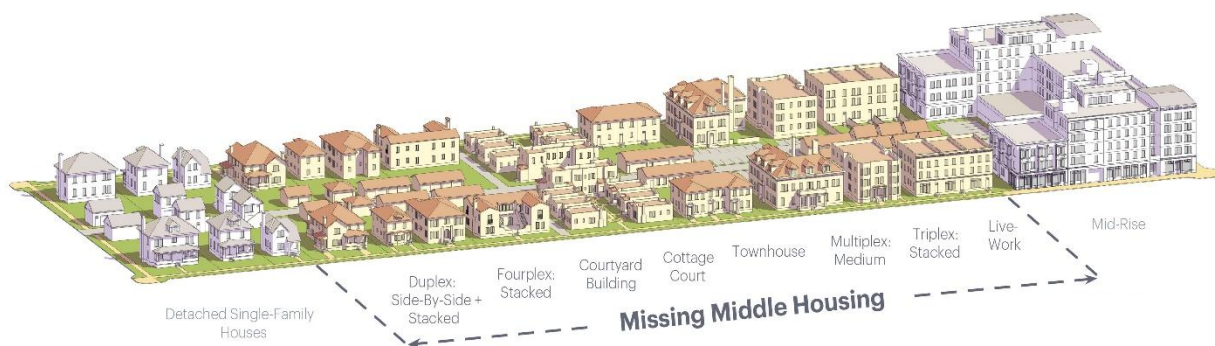 Detached Single-Family
Houses
Duplex:
Side-By-Side +
Stacked
Fourplex:
Stacked
Courtyard
Building
Cottage
Court
Townhouse
Multiplex:
Medium
Triplex:
Stacked
Live-
Work
Mid-Rise
Missing Middle Housing